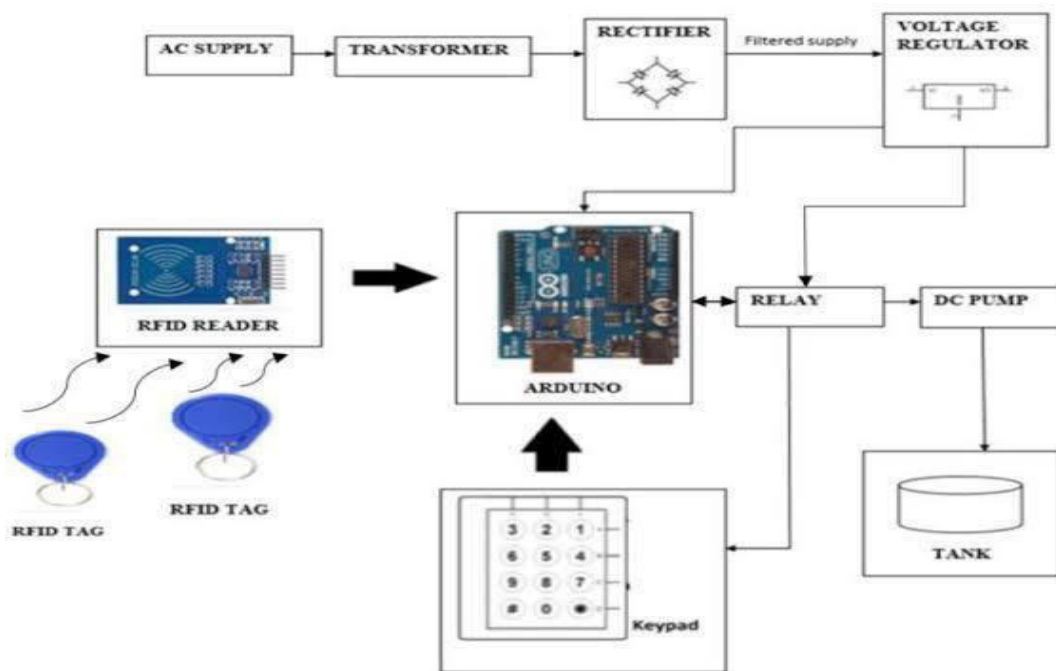 AC SUPPLY
TRANSFORMER
RECTIFIER
Filtered supply
VOLTAGE
REGULATOR
RFID READER
ARDUINO
RELAY
DC PUMP
RFID TAG
RFID TAG
3 2 1
6 5 4
9 8 7
# 0
Keypad
TANK